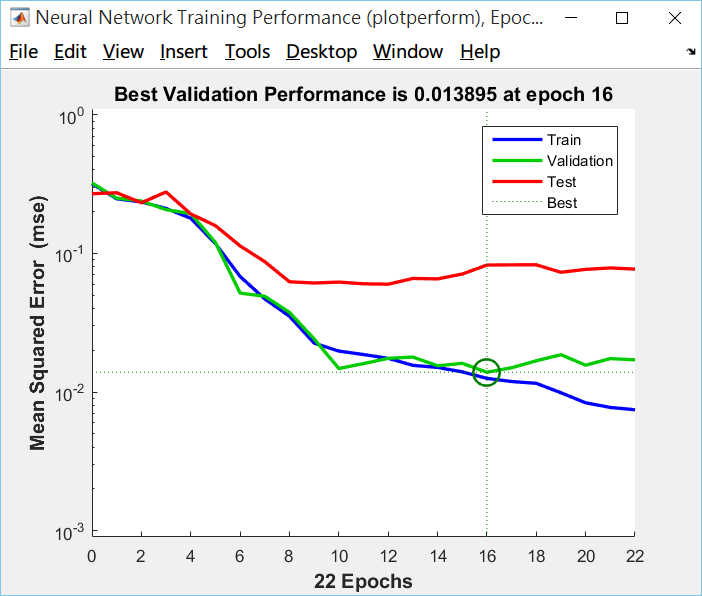 Neural Network Training Performance (plotperform), Epoc...
File Edit View Insert Tools Desktop Window Help
Best Validation Performance is 0.013895 at epoch 16
Mean Squared Error (mse)
10^0
10^-1
10^-2
10^-3
Train
Validation
Test
Best
0 2 4 6 8 10 12 14 16 18 20 22
22 Epochs